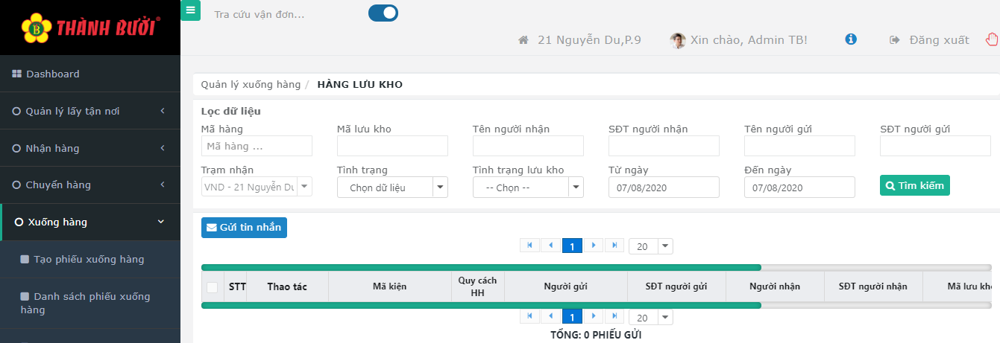 THÀNH BƯỞI®
Tra cứu vận đơn...
21 Nguyễn Du,P.9
Xin chào, Admin TB!
Đăng xuất
Dashboard
Quản lý lấy tận nơi
Nhận hàng
Chuyến hàng
Xuống hàng
Tạo phiếu xuống hàng
Danh sách phiếu xuống
hàng
Quản lý xuống hàng / HÀNG LƯU KHO
Lọc dữ liệu
Mã hàng
Mã lưu kho
Tên người nhận
SĐT người nhận
Tên người gửi
SĐT người gửi
Mã hàng ...
Trạm nhận
Tình trạng
Tình trạng lưu kho
Từ ngày
Đến ngày
VND - 21 Nguyễn Du
Chọn dữ liệu
-- Chọn --
07/08/2020
07/08/2020
Tìm kiếm
Gửi tin nhắn
1
20
STT
Thao tác
Mã kiện
Quy cách
HH
Người gửi
SĐT người gửi
Người nhận
SĐT người nhận
Mã lưu kho
1
20
TỔNG: 0 PHIẾU GỬI